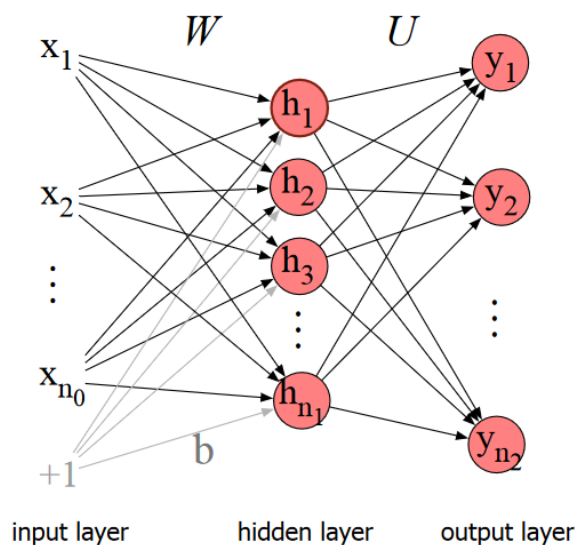 W U
x₁ h₁ y₁
x₂ h₂ y₂
h₃
⋮ ⋮ ⋮
xₙ₀ hₙ₁ yₙ₂
+1 b
input layer hidden layer output layer